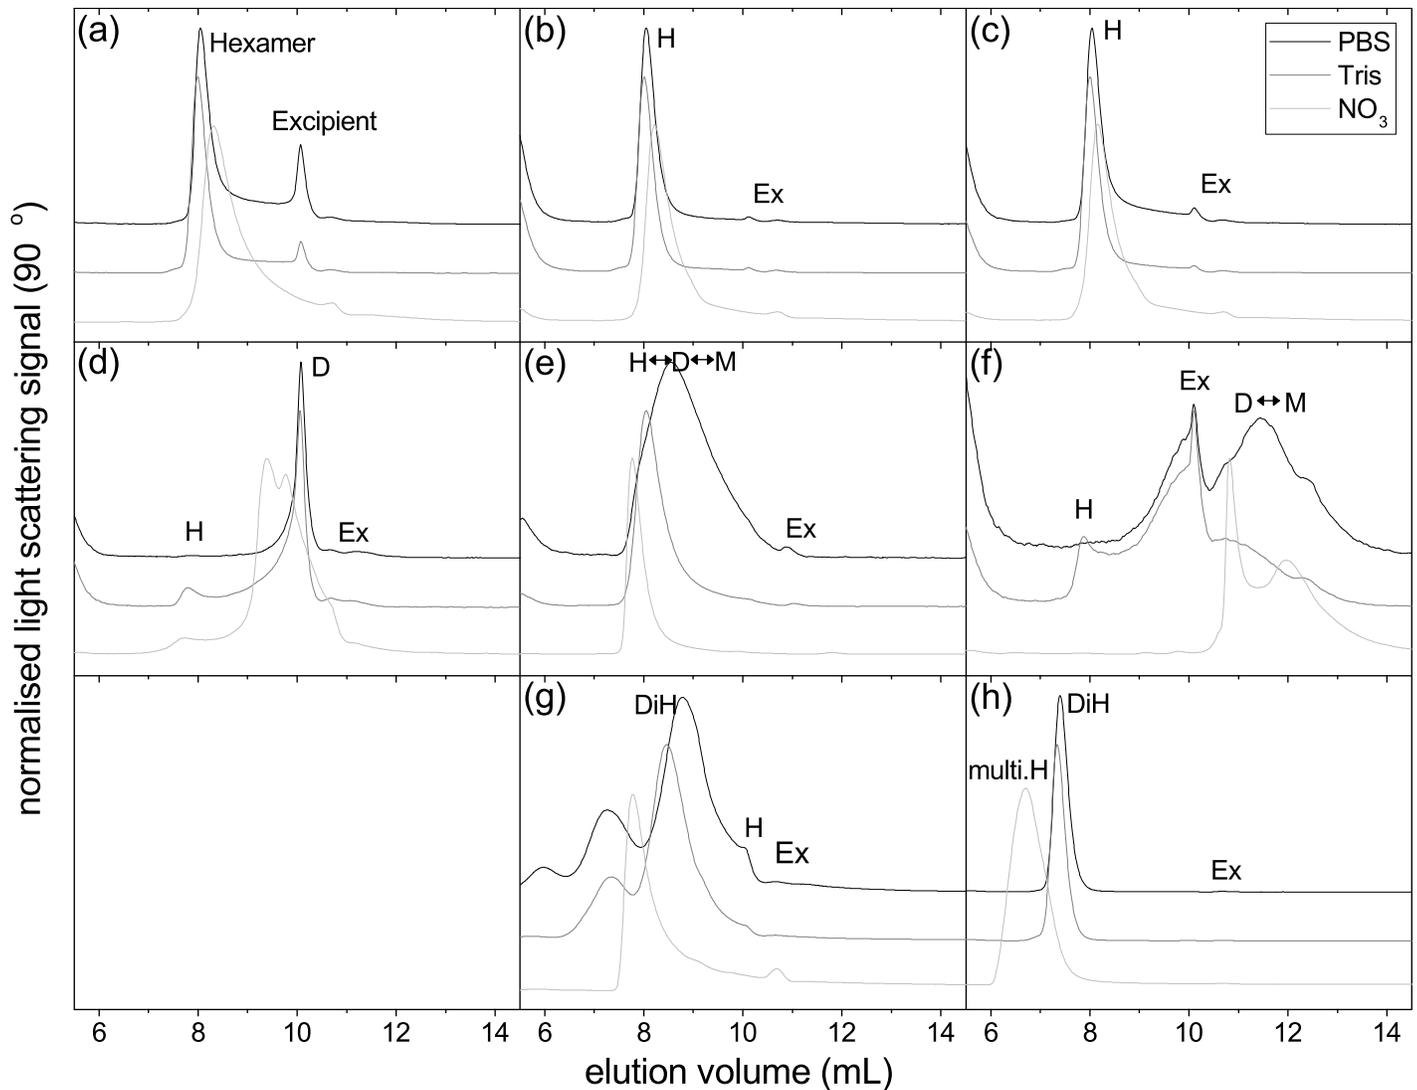 (a)
Hexamer
Excipient
(b)
H
Ex
(c)
H
Ex
PBS
Tris
NO3
(d)
H
D
Ex
(e)
H↔D↔M
Ex
(f)
H
Ex
D↔M
(g)
DiH
H
Ex
(h)
multi.H
DiH
Ex
normalised light scattering signal (90 º)
6 8 10 12 14 6 8 10 12 14 6 8 10 12 14
elution volume (mL)